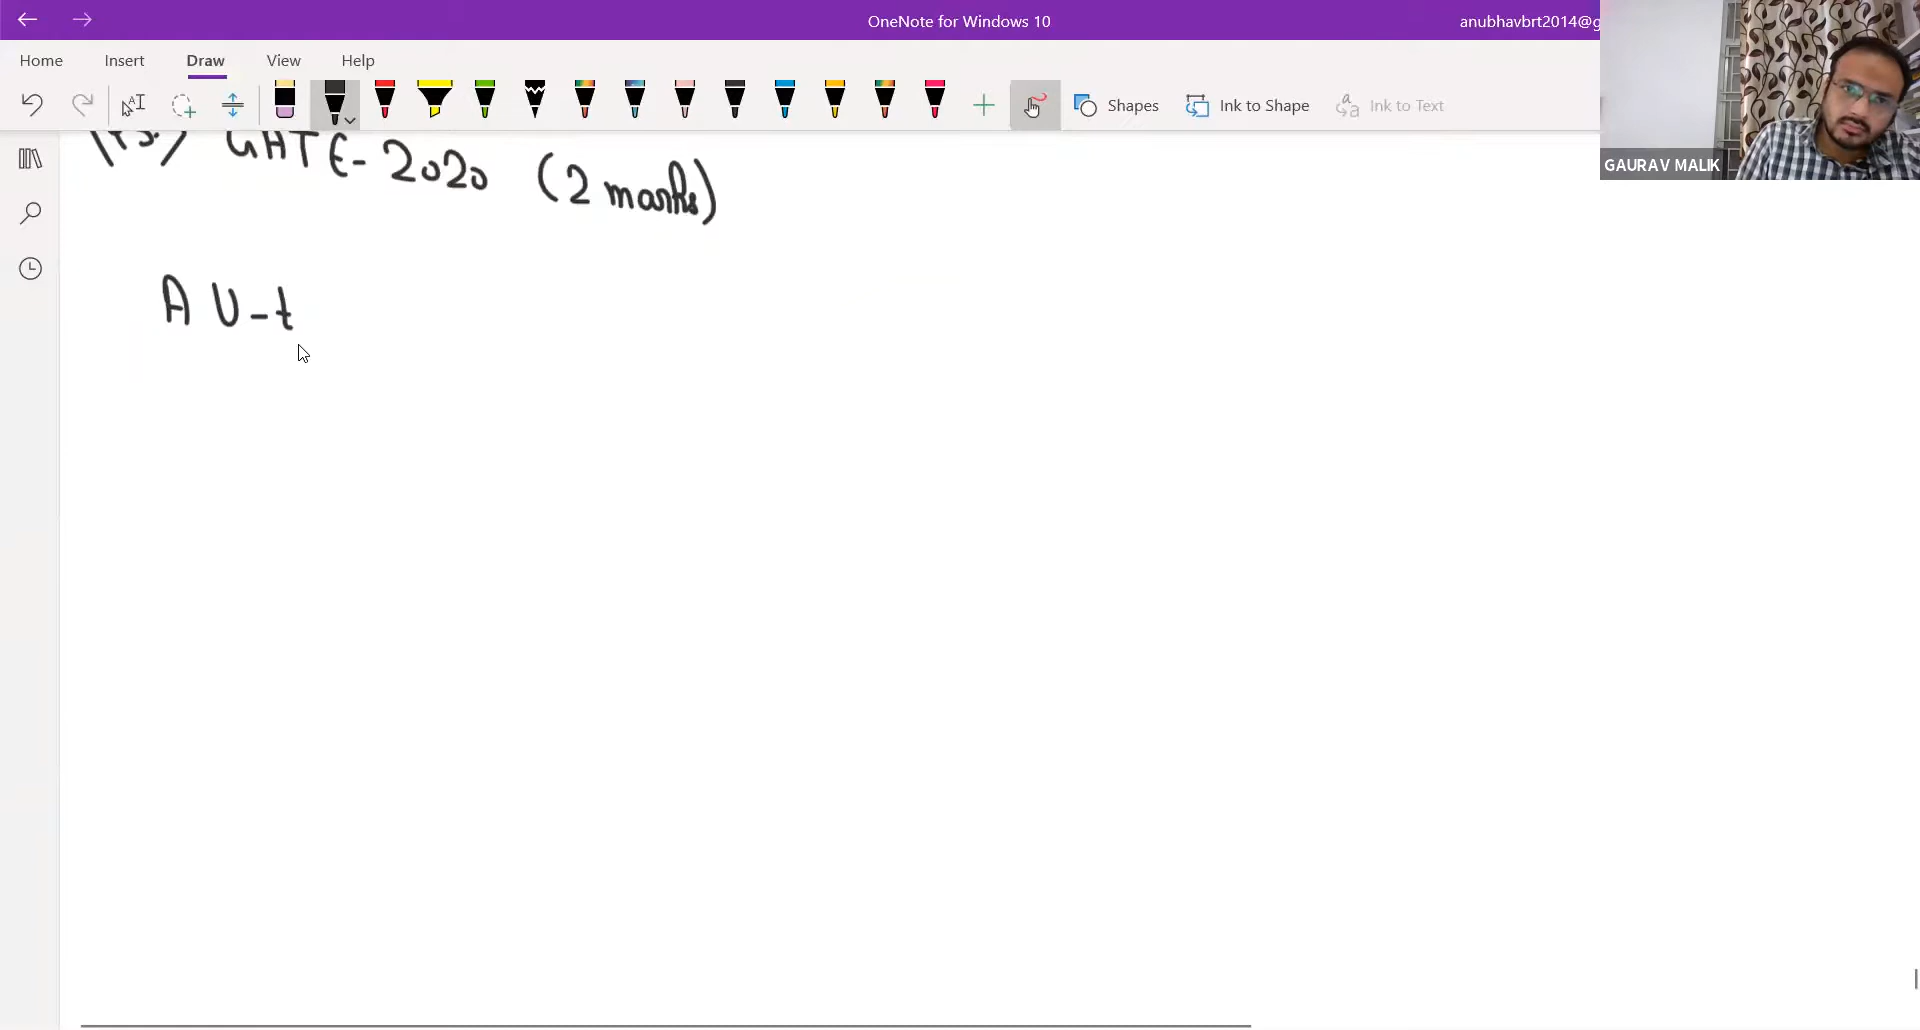 OneNote for Windows 10
anubhavbrt2014@g
Home Insert Draw View Help
Shapes Ink to Shape Ink to Text
GAURAV MALIK
GATE-2020 (2 marks)
A U-t